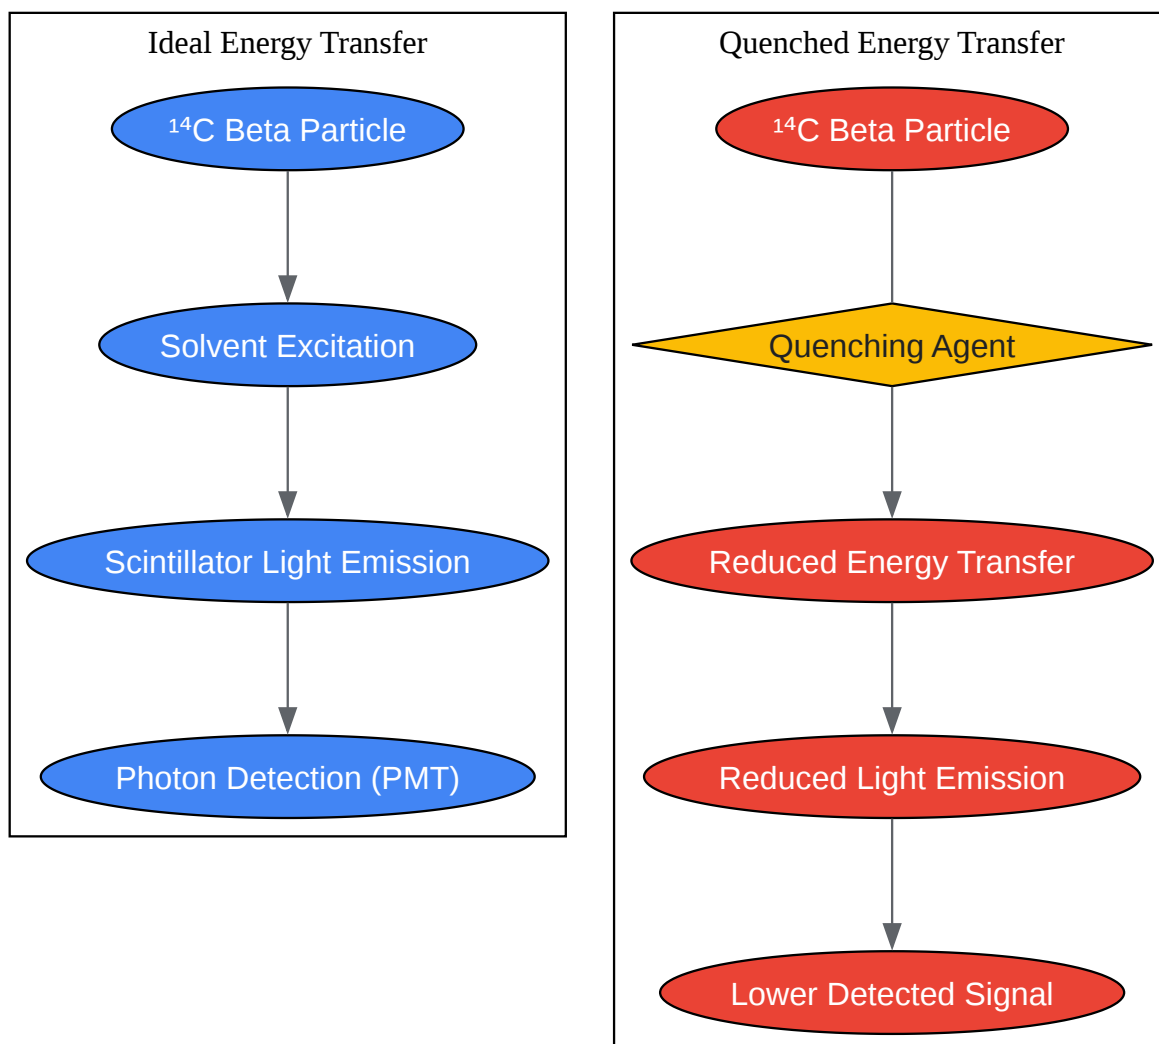 Ideal Energy Transfer
¹⁴C Beta Particle
Solvent Excitation
Scintillator Light Emission
Photon Detection (PMT)
Quenched Energy Transfer
¹⁴C Beta Particle
Quenching Agent
Reduced Energy Transfer
Reduced Light Emission
Lower Detected Signal